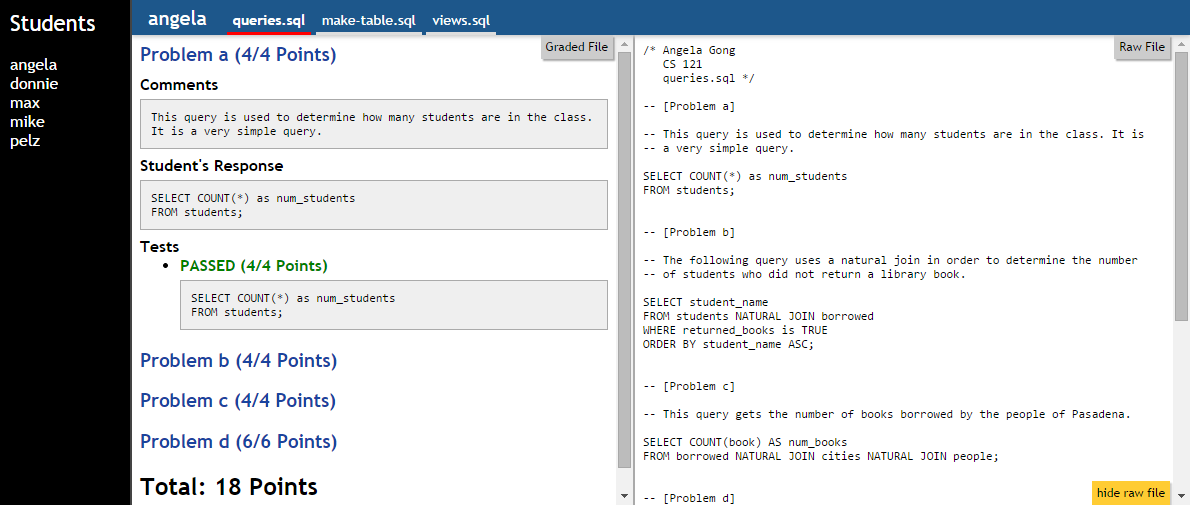 Students
angela
donnie
max
mike
pelz
angela queries.sql make-table.sql views.sql
Graded File
Problem a (4/4 Points)
Comments
This query is used to determine how many students are in the class.
It is a very simple query.
Student's Response
SELECT COUNT(*) as num_students
FROM students;
Tests
PASSED (4/4 Points)
SELECT COUNT(*) as num_students
FROM students;
Problem b (4/4 Points)
Problem c (4/4 Points)
Problem d (6/6 Points)
Total: 18 Points
Raw File
/* Angela Gong
CS 121
queries.sql */
-- [Problem a]
-- This query is used to determine how many students are in the class. It is
-- a very simple query.
SELECT COUNT(*) as num_students
FROM students;
-- [Problem b]
-- The following query uses a natural join in order to determine the number
-- of students who did not return a library book.
SELECT student_name
FROM students NATURAL JOIN borrowed
WHERE returned_books is TRUE
ORDER BY student_name ASC;
-- [Problem c]
-- This query gets the number of books borrowed by the people of Pasadena.
SELECT COUNT(book) AS num_books
FROM borrowed NATURAL JOIN cities NATURAL JOIN people;
-- [Problem d]
hide raw file